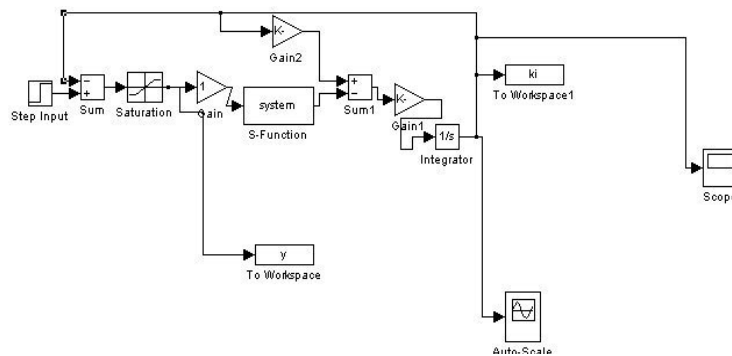 K-
Gain2
ki
To Workspace1
-
+
Step Input
Sum
Saturation
1
Gain
system
S-Function
+
-
Sum1
K-
Gain1
1/s
Integrator
Scope
y
To Workspace
Auto-Scale